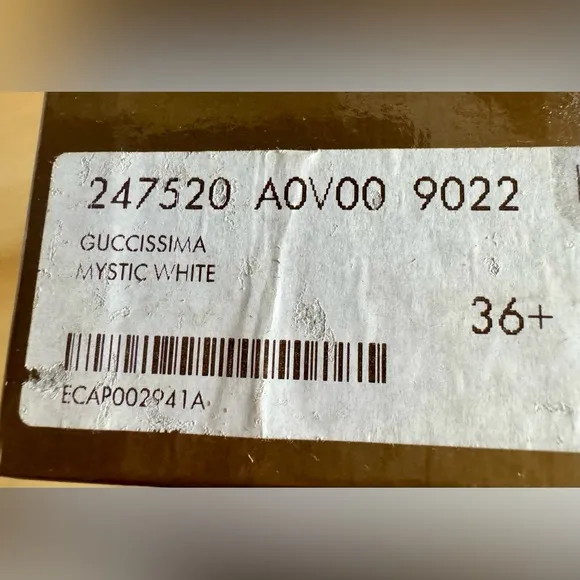 247520 A0V00 9022
GUCCISSIMA
MYSTIC WHITE
36+
ECAP002941A